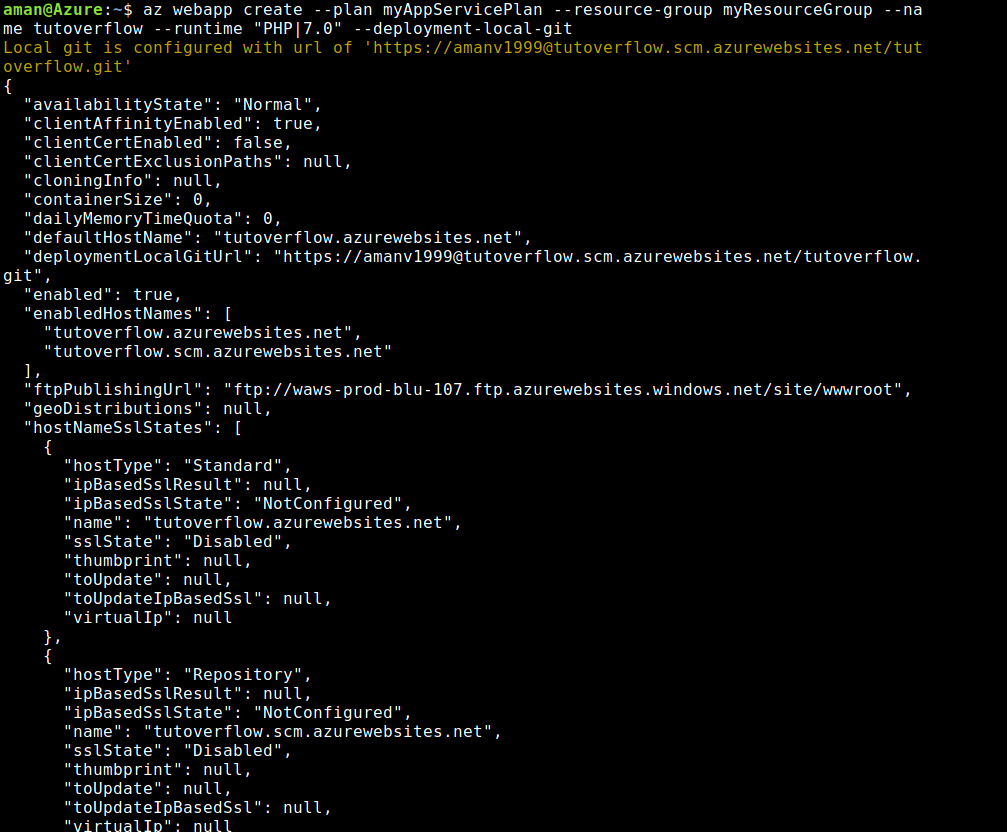 aman@Azure:~$ az webapp create --plan myAppServicePlan --resource-group myResourceGroup --na
me tutoverflow --runtime "PHP|7.0" --deployment-local-git
Local git is configured with url of 'https://amanv1999@tutoverflow.scm.azurewebsites.net/tut
overflow.git'
{
  "availabilityState": "Normal",
  "clientAffinityEnabled": true,
  "clientCertEnabled": false,
  "clientCertExclusionPaths": null,
  "cloningInfo": null,
  "containerSize": 0,
  "dailyMemoryTimeQuota": 0,
  "defaultHostName": "tutoverflow.azurewebsites.net",
  "deploymentLocalGitUrl": "https://amanv1999@tutoverflow.scm.azurewebsites.net/tutoverflow.
git",
  "enabled": true,
  "enabledHostNames": [
    "tutoverflow.azurewebsites.net",
    "tutoverflow.scm.azurewebsites.net"
  ],
  "ftpPublishingUrl": "ftp://waws-prod-blu-107.ftp.azurewebsites.windows.net/site/wwwroot",
  "geoDistributions": null,
  "hostNameSslStates": [
    {
      "hostType": "Standard",
      "ipBasedSslResult": null,
      "ipBasedSslState": "NotConfigured",
      "name": "tutoverflow.azurewebsites.net",
      "sslState": "Disabled",
      "thumbprint": null,
      "toUpdate": null,
      "toUpdateIpBasedSsl": null,
      "virtualIp": null
    },
    {
      "hostType": "Repository",
      "ipBasedSslResult": null,
      "ipBasedSslState": "NotConfigured",
      "name": "tutoverflow.scm.azurewebsites.net",
      "sslState": "Disabled",
      "thumbprint": null,
      "toUpdate": null,
      "toUpdateIpBasedSsl": null,
      "virtualIp": null